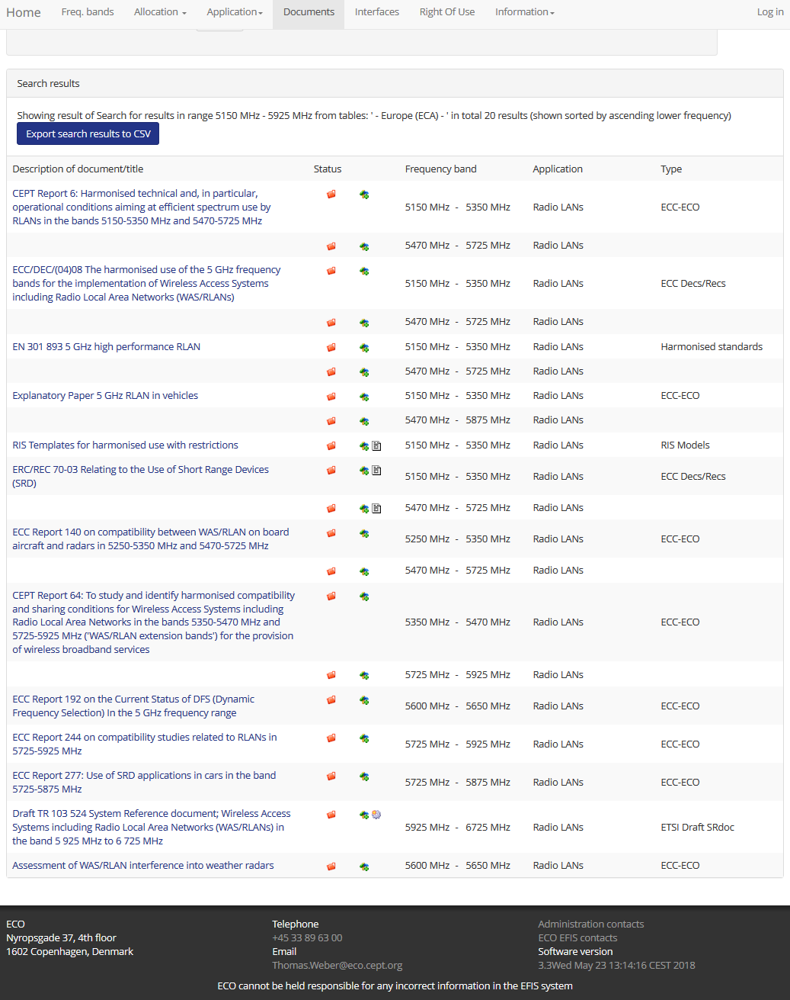 Home Freq. bands Allocation Application Documents Interfaces Right Of Use Information Log in
Search results
Showing result of Search for results in range 5150 MHz - 5925 MHz from tables: ' - Europe (ECA) - ' in total 20 results (shown sorted by ascending lower frequency)
Export search results to CSV
Description of document/title Status Frequency band Application Type
CEPT Report 6: Harmonised technical and, in particular,
operational conditions aiming at efficient spectrum use by 5150 MHz - 5350 MHz Radio LANs ECC-ECO
RLANs in the bands 5150-5350 MHz and 5470-5725 MHz
5470 MHz - 5725 MHz Radio LANs
ECC/DEC/(04)08 The harmonised use of the 5 GHz frequency
bands for the implementation of Wireless Access Systems 5150 MHz - 5350 MHz Radio LANs ECC Decs/Recs
including Radio Local Area Networks (WAS/RLANs)
5470 MHz - 5725 MHz Radio LANs
EN 301 893 5 GHz high performance RLAN 5150 MHz - 5350 MHz Radio LANs Harmonised standards
5470 MHz - 5725 MHz Radio LANs
Explanatory Paper 5 GHz RLAN in vehicles 5150 MHz - 5350 MHz Radio LANs ECC-ECO
5470 MHz - 5875 MHz Radio LANs
RIS Templates for harmonised use with restrictions 5150 MHz - 5350 MHz Radio LANs RIS Models
ERC/REC 70-03 Relating to the Use of Short Range Devices
(SRD) 5150 MHz - 5350 MHz Radio LANs ECC Decs/Recs
5470 MHz - 5725 MHz Radio LANs
ECC Report 140 on compatibility between WAS/RLAN on board
aircraft and radars in 5250-5350 MHz and 5470-5725 MHz 5250 MHz - 5350 MHz Radio LANs ECC-ECO
5470 MHz - 5725 MHz Radio LANs
CEPT Report 64: To study and identify harmonised compatibility
and sharing conditions for Wireless Access Systems including
Radio Local Area Networks in the bands 5350-5470 MHz and 5350 MHz - 5470 MHz Radio LANs ECC-ECO
5725-5925 MHz ('WAS/RLAN extension bands') for the provision
of wireless broadband services
5725 MHz - 5925 MHz Radio LANs
ECC Report 192 on the Current Status of DFS (Dynamic
Frequency Selection) In the 5 GHz frequency range 5600 MHz - 5650 MHz Radio LANs ECC-ECO
ECC Report 244 on compatibility studies related to RLANs in
5725-5925 MHz 5725 MHz - 5925 MHz Radio LANs ECC-ECO
ECC Report 277: Use of SRD applications in cars in the band
5725-5875 MHz 5725 MHz - 5875 MHz Radio LANs ECC-ECO
Draft TR 103 524 System Reference document; Wireless Access
Systems including Radio Local Area Networks (WAS/RLANs) in 5925 MHz - 6725 MHz Radio LANs ETSI Draft SRdoc
the band 5 925 MHz to 6 725 MHz
Assessment of WAS/RLAN interference into weather radars 5600 MHz - 5650 MHz Radio LANs ECC-ECO
ECO Telephone Administration contacts
Nyropsgade 37, 4th floor +45 33 89 63 00 ECO EFIS contacts
1602 Copenhagen, Denmark Email Software version
Thomas.Weber@eco.cept.org 3.3Wed May 23 13:14:16 CEST 2018
ECO cannot be held responsible for any incorrect information in the EFIS system